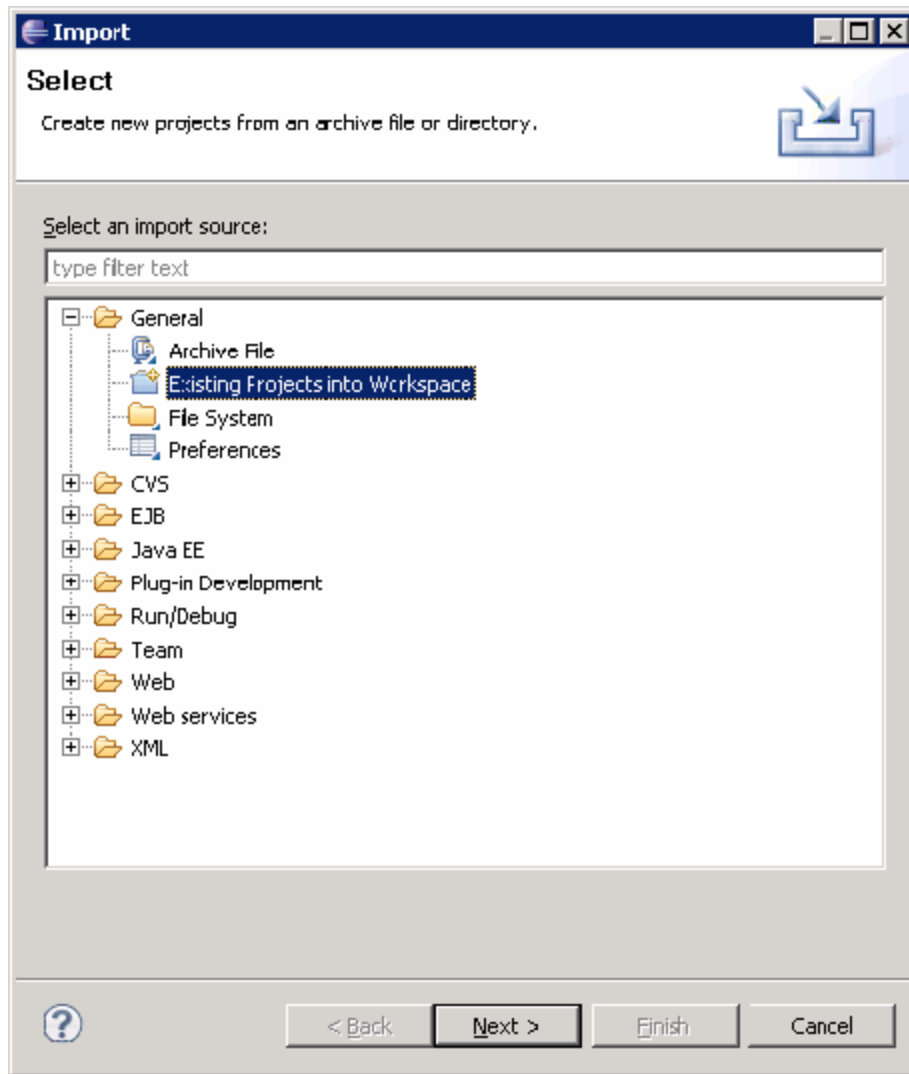 Import
Select
Create new projects from an archive file or directory.
Select an import source:
type filter text
General
Archive File
Existing Projects into Workspace
File System
Preferences
CVS
EJB
Java EE
Plug-in Development
Run/Debug
Team
Web
Web services
XML
?
< Back Next > Finish Cancel